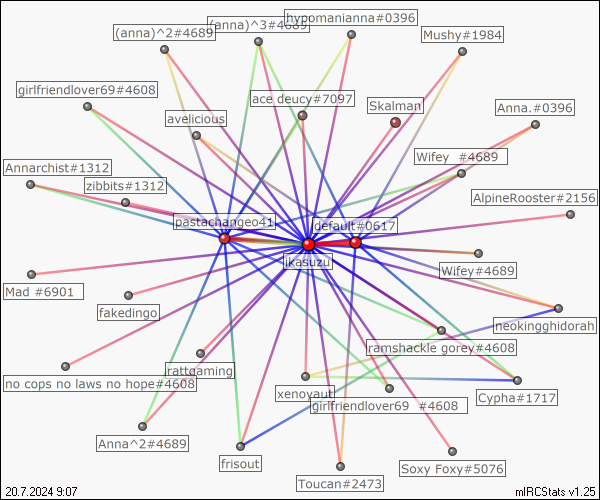 hypomanianna#0396
(anna)^3#4689
(anna)^2#4689
Mushy#1984
girlfriendlover69#4608
ace deucy#7097
Skalman
Anna.#0396
avelicious
Wifey #4689
Annarchist#1312
zibbits#1312
AlpineRooster#2156
pastachangeo41
default#0617
ikasuzu
Wifey#4689
Mad #6901
fakedingo
neokingghidorah
ramshackle gorey#4608
rattgaming
no cops no laws no hope#4608
xenoyaut
Cypha#1717
girlfriendlover69 #4608
Anna^2#4689
frisout
Soxy Foxy#5076
Toucan#2473
20.7.2024 9:07
mIRCStats v1.25